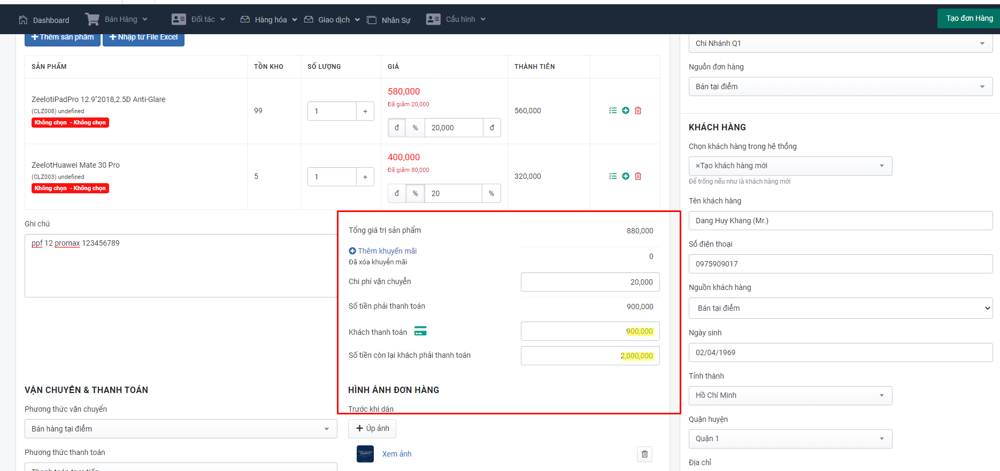 Dashboard
Bán Hàng
Đối tác
Hàng hóa
Giao dịch
Nhân Sự
Cấu hình
Tạo đơn Hàng
Thêm sản phẩm
Nhập từ File Excel
SẢN PHẨM
TỒN KHO
SỐ LƯỢNG
GIÁ
THÀNH TIỀN
ZeelotiPadPro 12.9"2018,2.5D Anti-Glare
(CLZ008) undefined
Không chọn - Không chọn
99
1
+
580,000
Đã giảm 20,000
đ
%
20,000
đ
560,000
ZeelotHuawei Mate 30 Pro
(CLZ003) undefined
Không chọn - Không chọn
5
1
+
400,000
Đã giảm 80,000
đ
%
20
%
320,000
Ghi chú
ppf 12 promax 123456789
Tổng giá trị sản phẩm
880,000
Thêm khuyến mãi
Đã xóa khuyến mãi
0
Chi phí vận chuyển
20,000
Số tiền phải thanh toán
900,000
Khách thanh toán
900,000
Số tiền còn lại khách phải thanh toán
2,000,000
VẬN CHUYỂN & THANH TOÁN
Phương thức vận chuyển
Bán hàng tại điểm
Phương thức thanh toán
Thanh toán trực tiếp
HÌNH ẢNH ĐƠN HÀNG
Trước khi dán
Úp ảnh
Xem ảnh
Chi Nhánh Q1
Nguồn đơn hàng
Bán tại điểm
KHÁCH HÀNG
Chọn khách hàng trong hệ thống
×Tạo khách hàng mới
Để trống nếu như là khách hàng mới
Tên khách hàng
Dang Huy Khang (Mr.)
Số điện thoại
0975909017
Nguồn khách hàng
Bán tại điểm
Ngày sinh
02/04/1969
Tỉnh thành
Hồ Chí Minh
Quận huyện
Quận 1
Địa chỉ